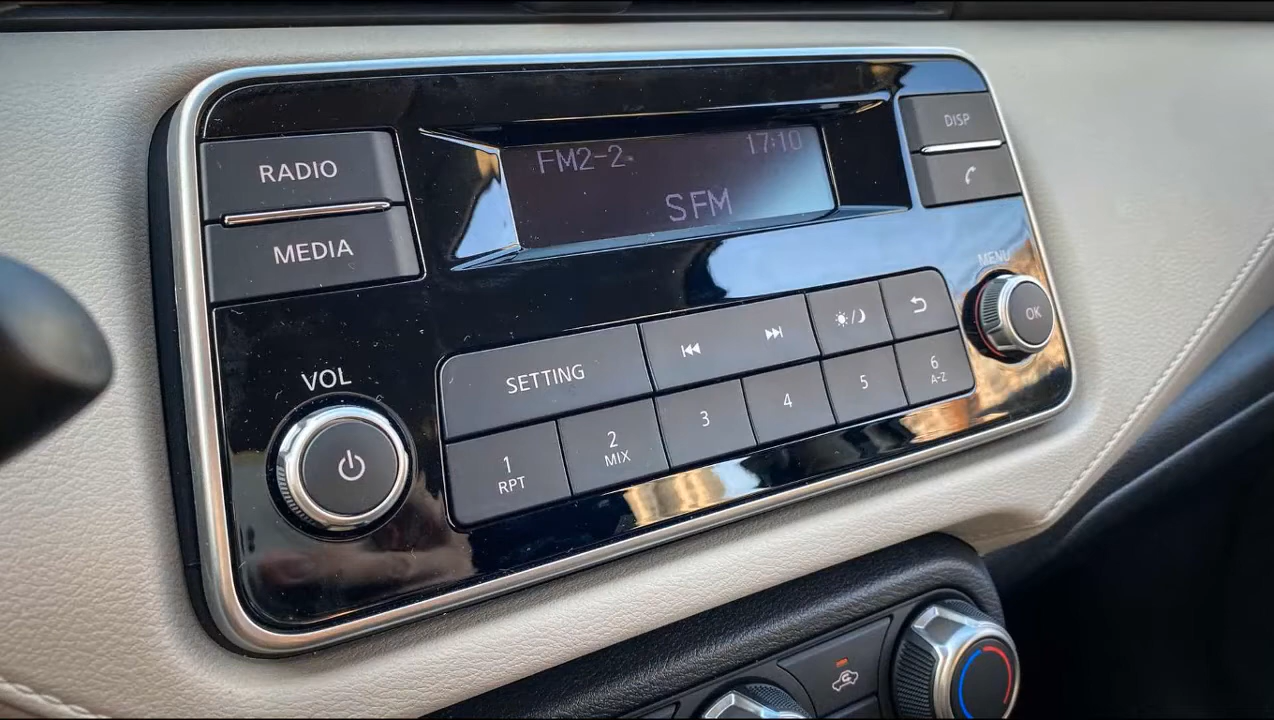 RADIO
MEDIA
FM2-2 17:10
SFM
DISP
MENU
OK
VOL
SETTING
1
RPT
2
MIX
3
4
5
6
A-Z